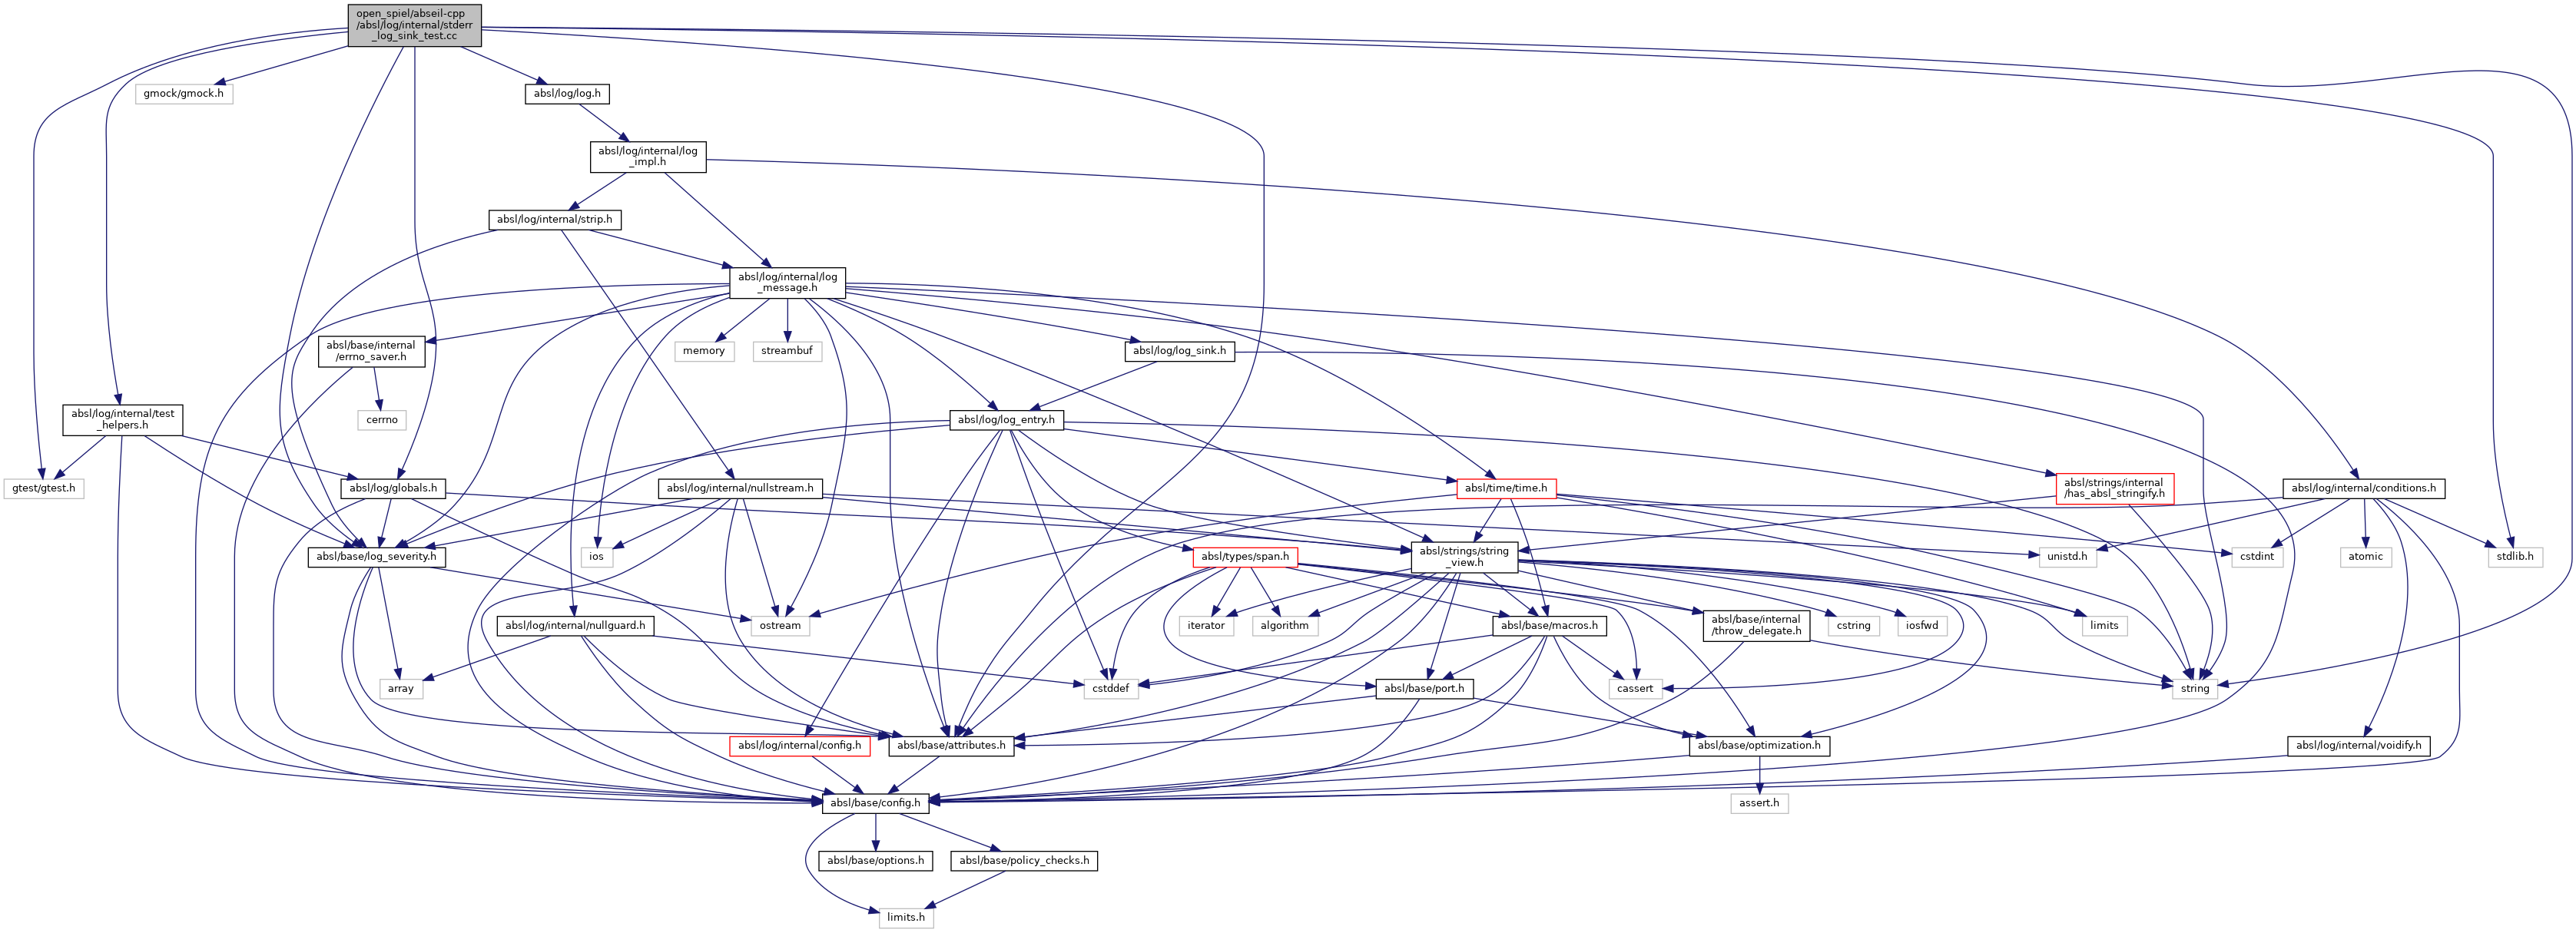 open_spiel/abseil-cpp
/absl/log/internal/stderr
_log_sink_test.cc
gmock/gmock.h
absl/log/log.h
absl/log/internal/log
_impl.h
absl/log/internal/strip.h
absl/log/internal/log
_message.h
absl/base/internal
/errno_saver.h
memory
streambuf
absl/log/log_sink.h
absl/log/internal/test
_helpers.h
cerrno
absl/log/log_entry.h
gtest/gtest.h
absl/log/globals.h
absl/log/internal/nullstream.h
absl/time/time.h
absl/strings/internal
/has_absl_stringify.h
absl/log/internal/conditions.h
absl/base/log_severity.h
ios
absl/types/span.h
absl/strings/string
_view.h
unistd.h
cstdint
atomic
stdlib.h
absl/log/internal/nullguard.h
ostream
iterator
algorithm
absl/base/macros.h
absl/base/internal
/throw_delegate.h
cstring
iosfwd
limits
array
cstddef
absl/base/port.h
cassert
string
absl/log/internal/config.h
absl/base/attributes.h
absl/base/optimization.h
absl/log/internal/voidify.h
absl/base/config.h
assert.h
absl/base/options.h
absl/base/policy_checks.h
limits.h